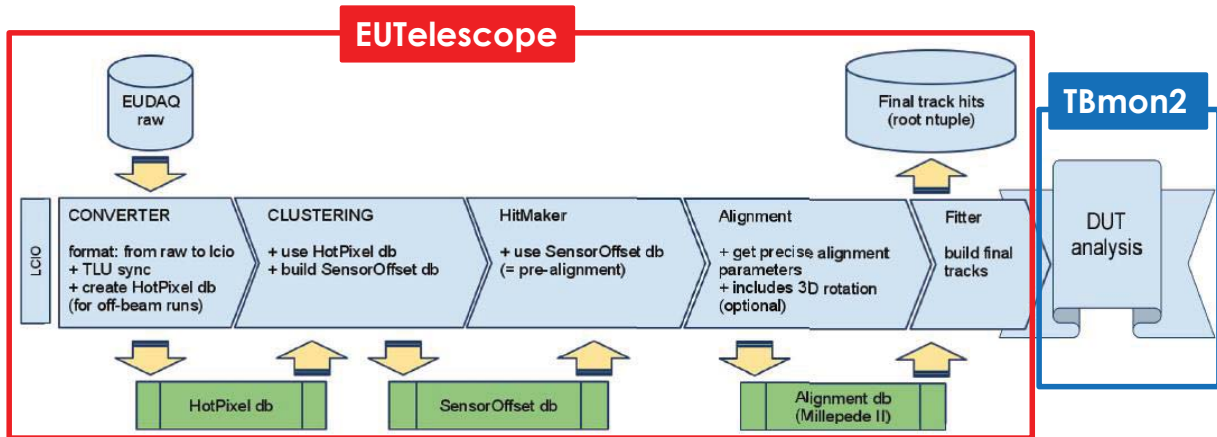 EUTelescope
EUDAQ
raw
Final track hits
(root ntuple)
TBmon2
LCIO
CONVERTER
format: from raw to lcio
+ TLU sync
+ create HotPixel db
(for off-beam runs)
CLUSTERING
+ use HotPixel db
+ build SensorOffset db
HitMaker
+ use SensorOffset db
(= pre-alignment)
Alignment
+ get precise alignment
parameters
+ includes 3D rotation
(optional)
Fitter
build final
tracks
DUT
analysis
HotPixel db
SensorOffset db
Alignment db
(Millepede II)